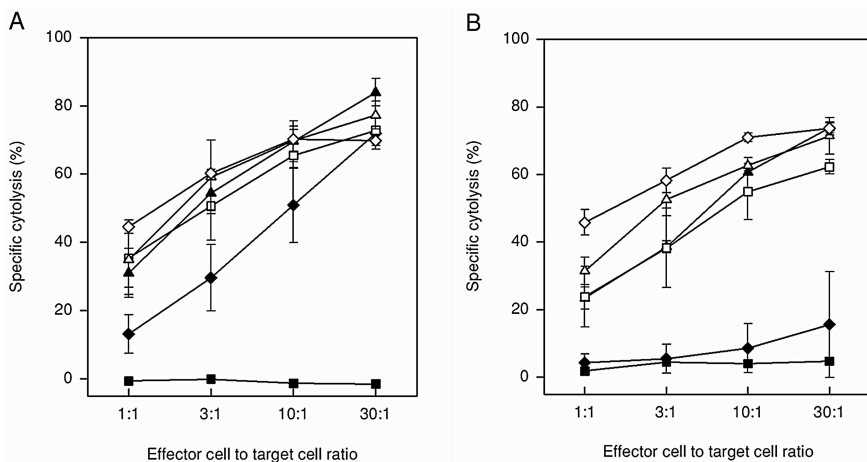 A
100
80
60
40
20
0
Specific cytolysis (%)
1:1 3:1 10:1 30:1
Effector cell to target cell ratio
B
100
80
60
40
20
0
Specific cytolysis (%)
1:1 3:1 10:1 30:1
Effector cell to target cell ratio